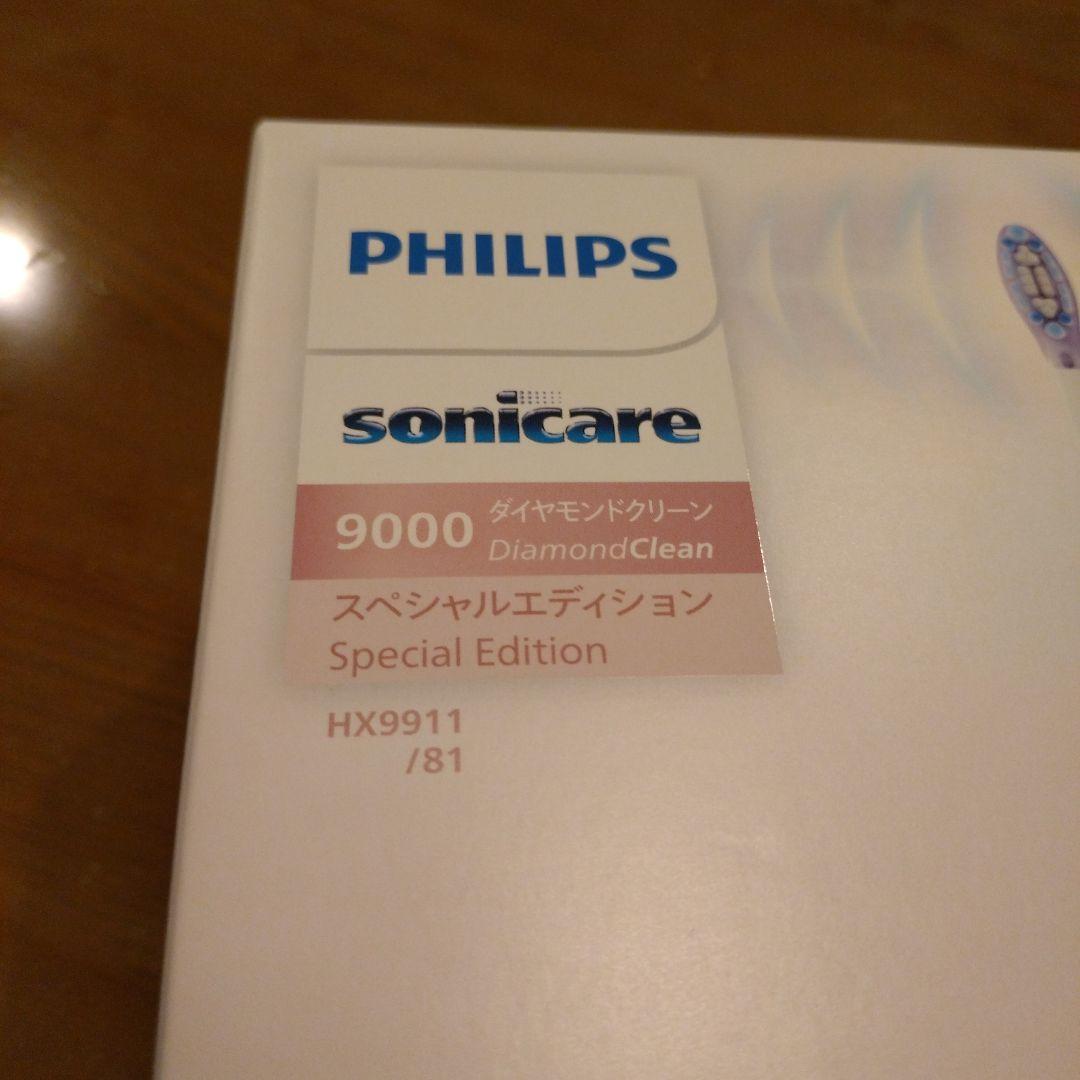 PHILIPS
sonicare
9000 ダイヤモンドクリーン
DiamondClean
スペシャルエディション
Special Edition
HX9911
/81